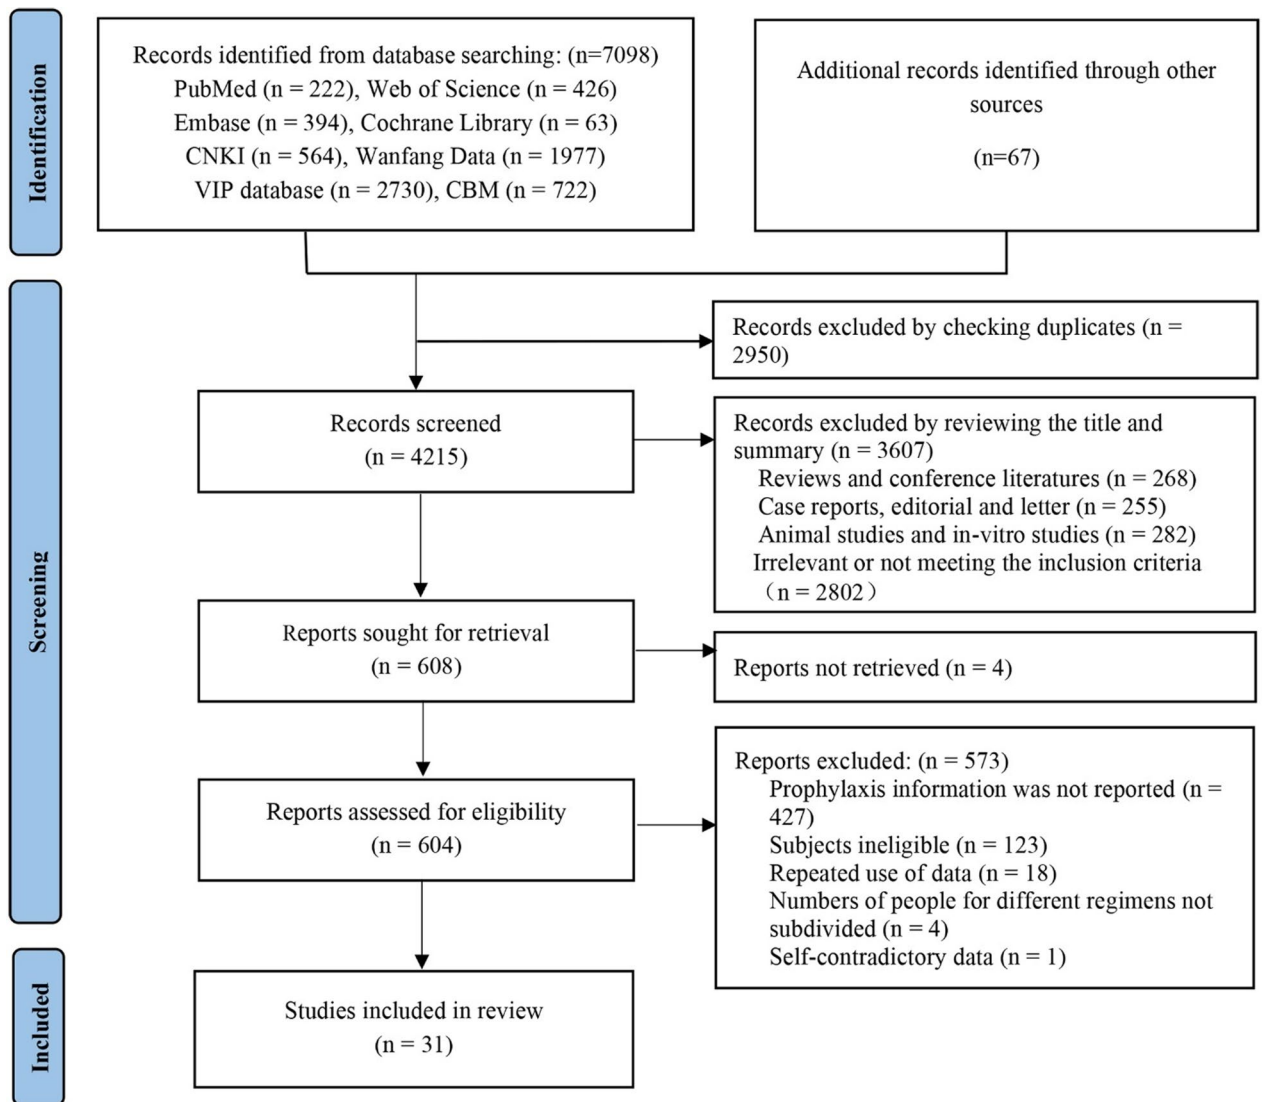 Identification
Records identified from database searching: (n=7098)
PubMed (n = 222), Web of Science (n = 426)
Embase (n = 394), Cochrane Library (n = 63)
CNKI (n = 564), Wanfang Data (n = 1977)
VIP database (n = 2730), CBM (n = 722)
Additional records identified through other
sources
(n=67)
Screening
Records excluded by checking duplicates (n =
2950)
Records screened
(n = 4215)
Records excluded by reviewing the title and
summary (n = 3607)
Reviews and conference literatures (n = 268)
Case reports, editorial and letter (n = 255)
Animal studies and in-vitro studies (n = 282)
Irrelevant or not meeting the inclusion criteria
（n = 2802）
Reports sought for retrieval
(n = 608)
Reports not retrieved (n = 4)
Reports assessed for eligibility
(n = 604)
Reports excluded: (n = 573)
Prophylaxis information was not reported (n =
427)
Subjects ineligible (n = 123)
Repeated use of data (n = 18)
Numbers of people for different regimens not
subdivided (n = 4)
Self-contradictory data (n = 1)
Included
Studies included in review
(n = 31)